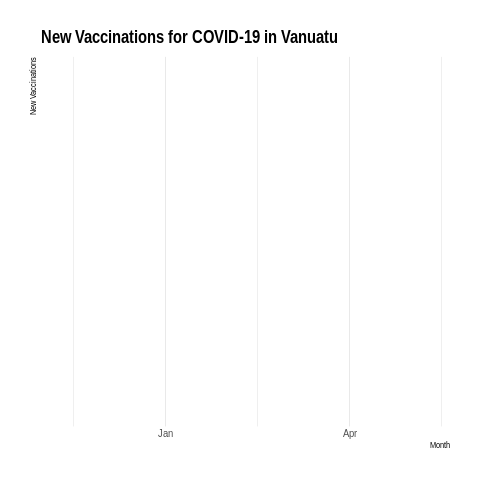 New Vaccinations for COVID-19 in Vanuatu
New Vaccinations
Jan
Apr
Month